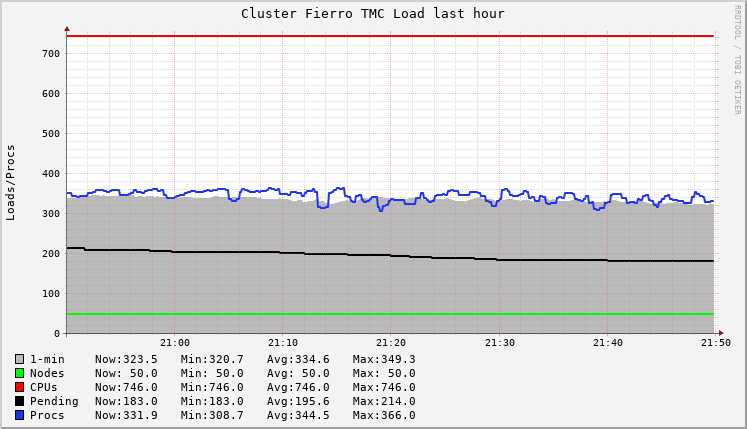 Cluster Fierro TMC Load last hour
RRDTOOL / TOBI OETIKER
Loads/Procs
700
600
500
400
300
200
100
0
21:00 21:10 21:20 21:30 21:40 21:50
1-min Now:323.5 Min:320.7 Avg:334.6 Max:349.3
Nodes Now: 50.0 Min: 50.0 Avg: 50.0 Max: 50.0
CPUs Now:746.0 Min:746.0 Avg:746.0 Max:746.0
Pending Now:183.0 Min:183.0 Avg:195.6 Max:214.0
Procs Now:331.9 Min:308.7 Avg:344.5 Max:366.0